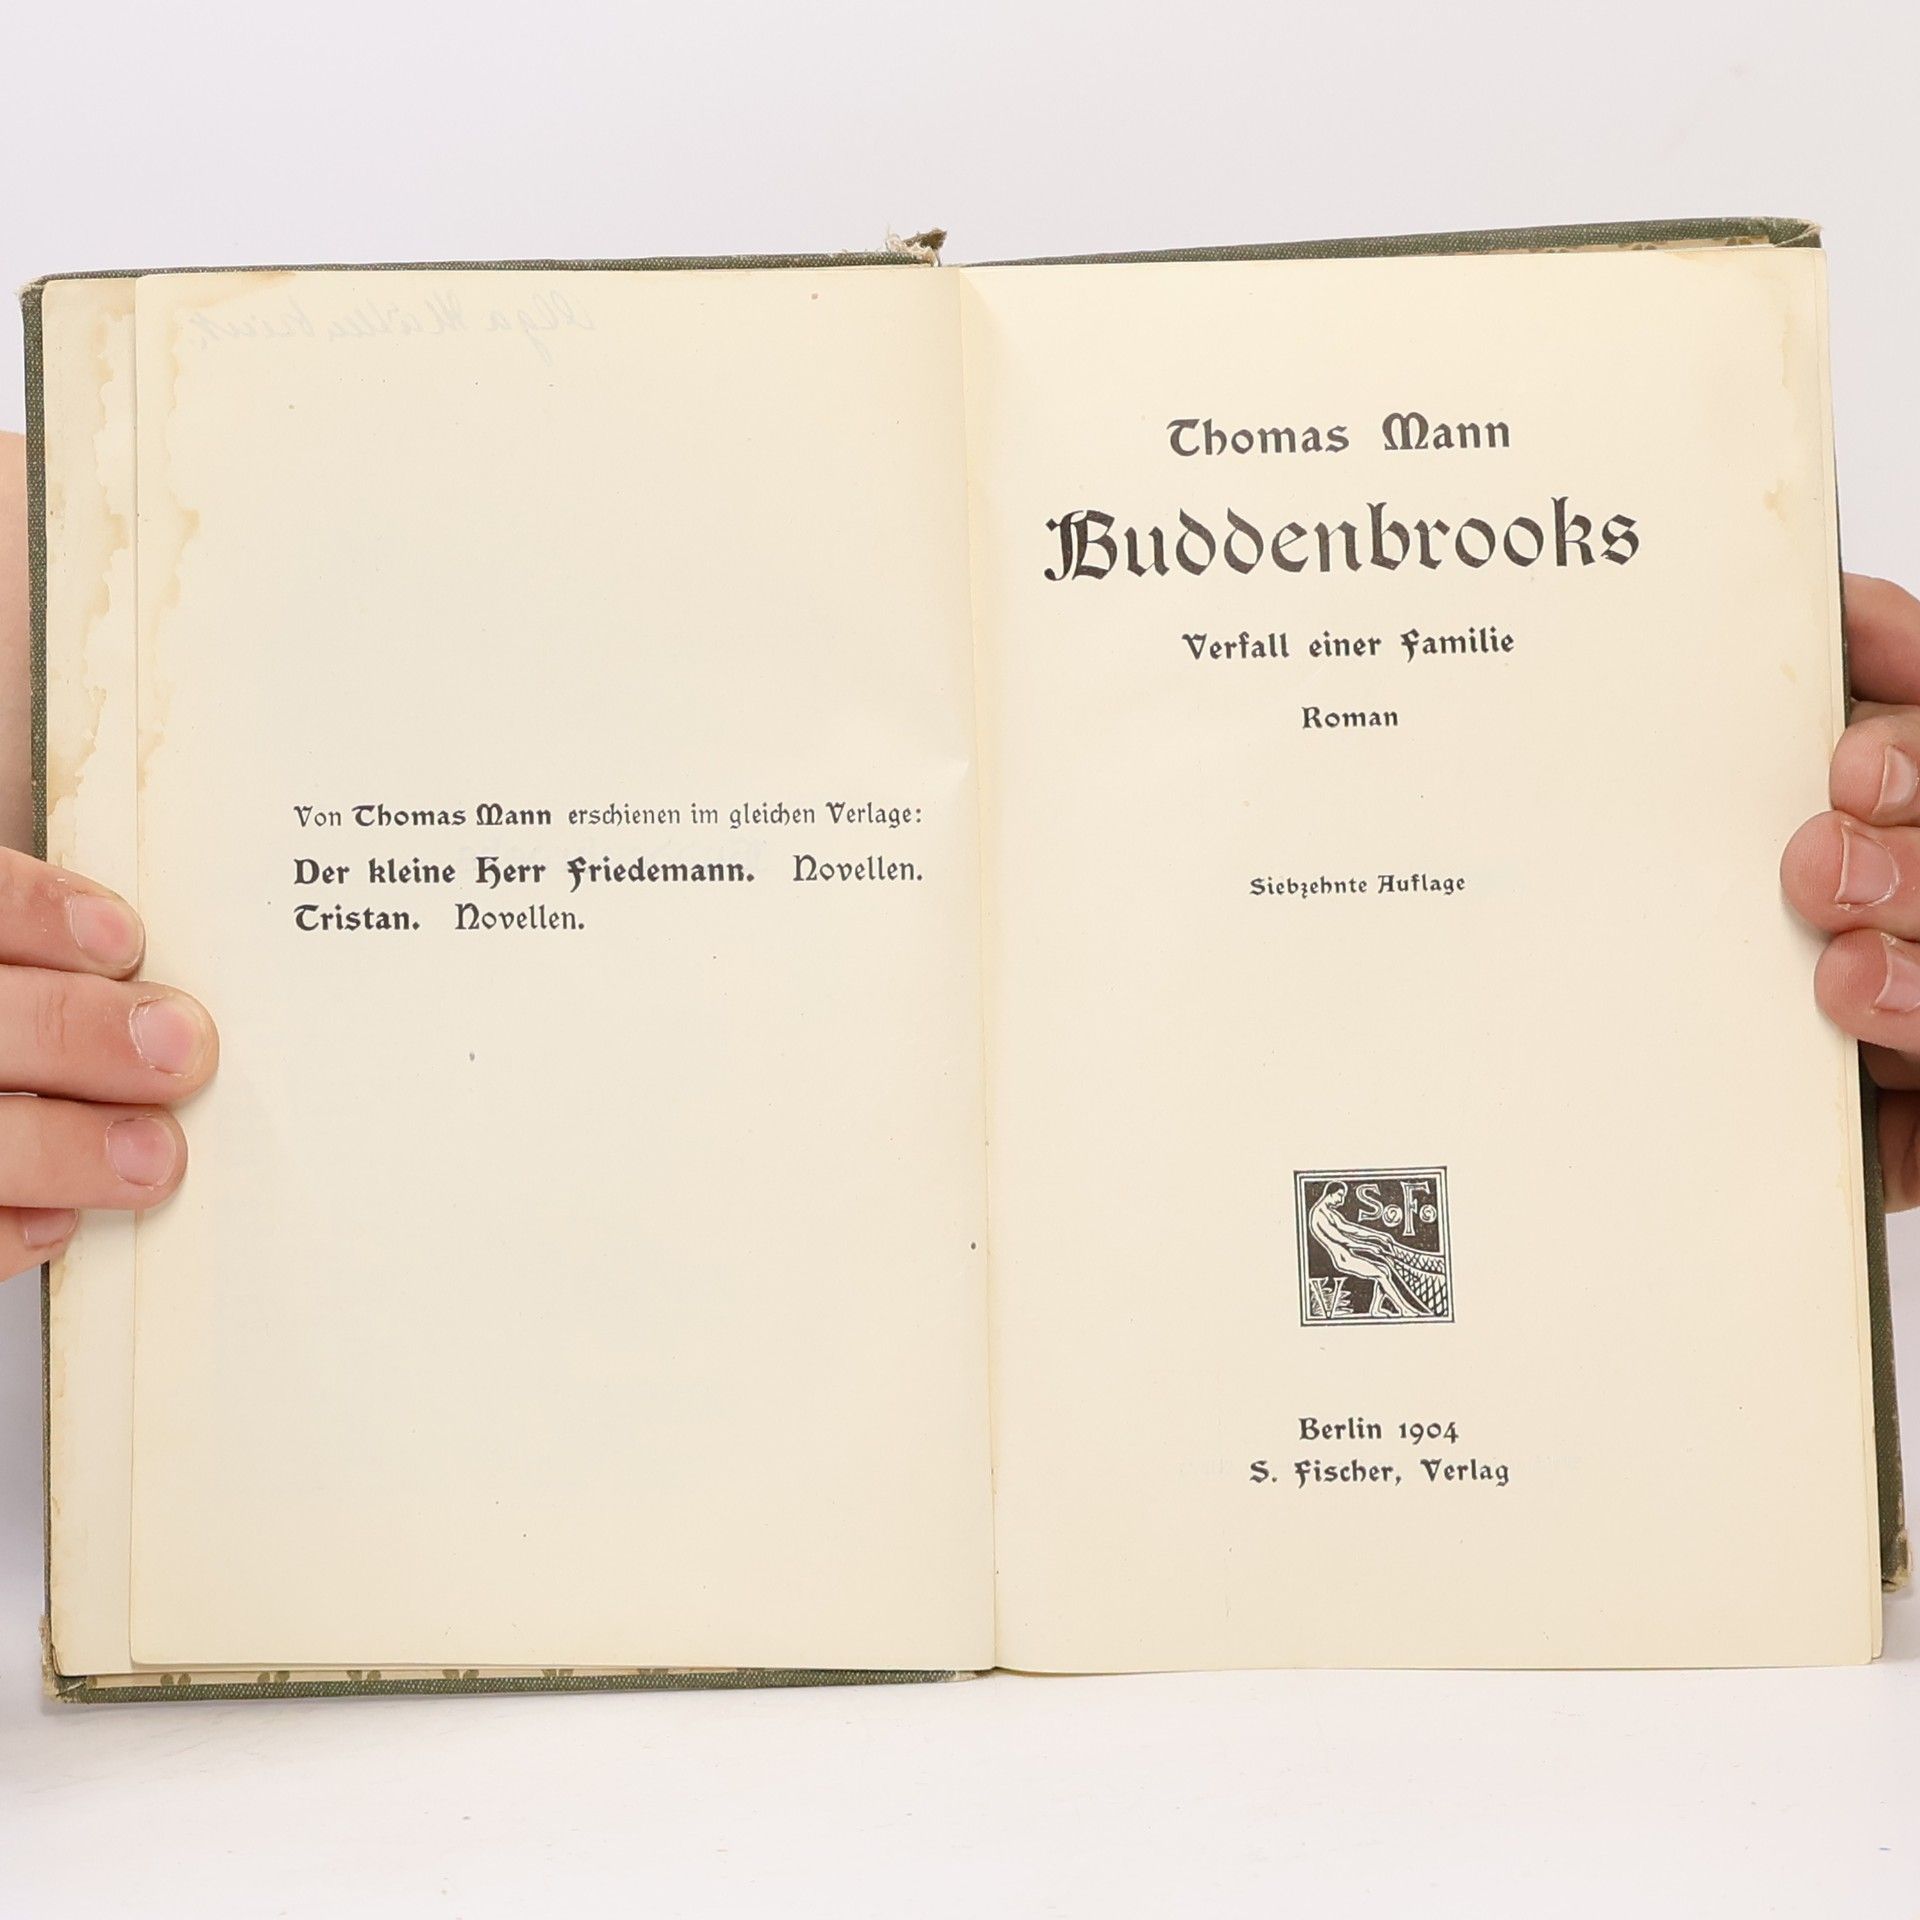 Von Thomas Mann erschienen im gleichen Verlage:
Der kleine Herr Friedemann. Novellen.
Tristan. Novellen.
Thomas Mann
Buddenbrooks
Verfall einer Familie
Roman
Siebzehnte Auflage
S. F.
V
Berlin 1904
S. Fischer, Verlag